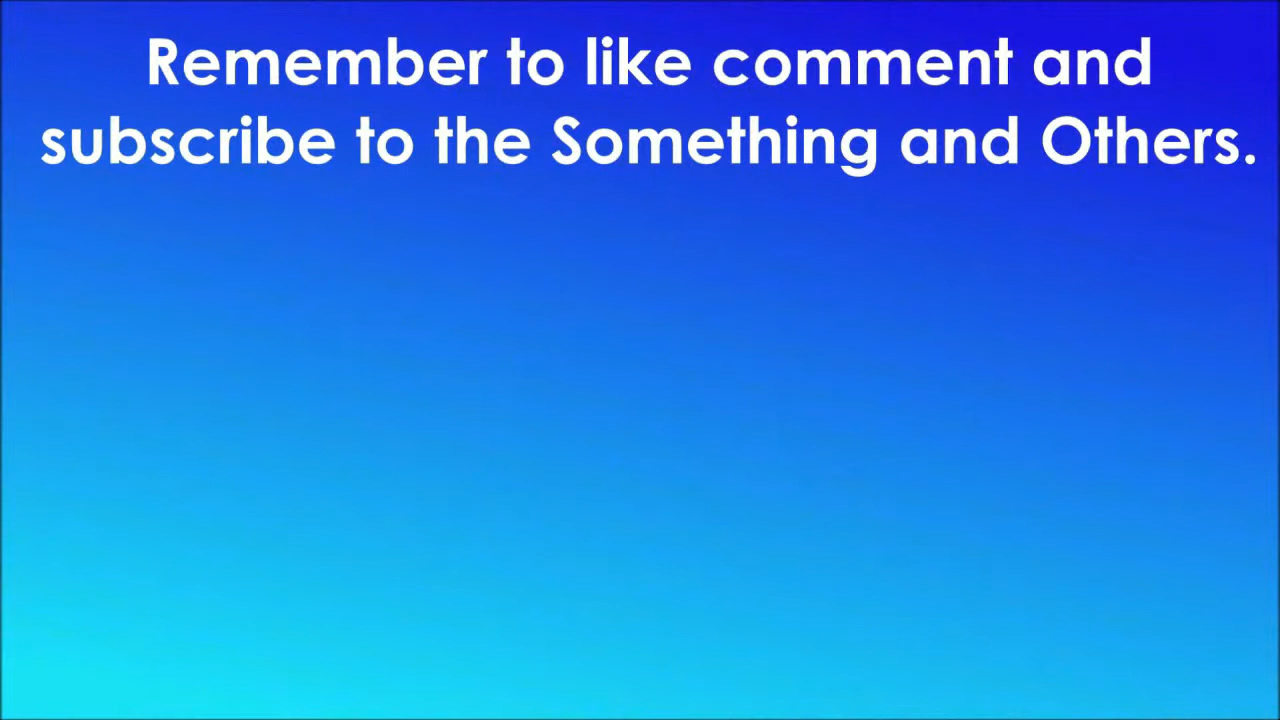 Remember to like comment and
subscribe to the Something and Others.